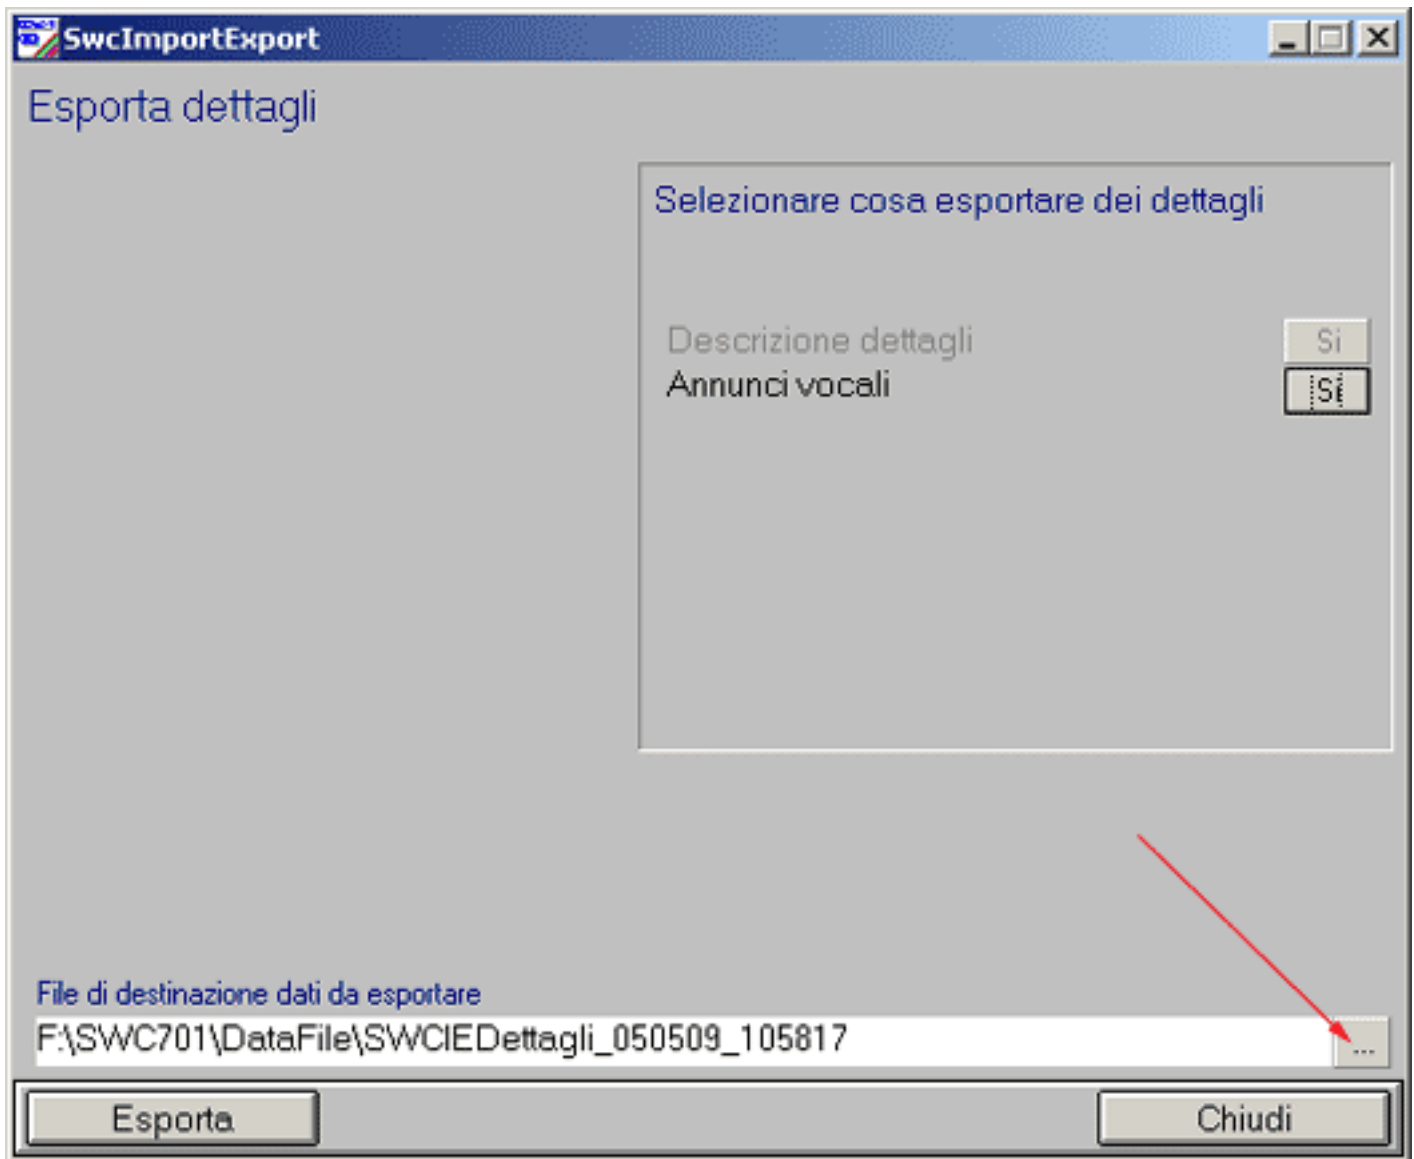 SwcImportExport
Esporta dettagli
Selezionare cosa esportare dei dettagli
Descrizione dettagli Si
Annunci vocali Si
File di destinazione dati da esportare
F:\SWC701\DataFile\SWCIEDettagli_050509_105817 ...
Esporta Chiudi